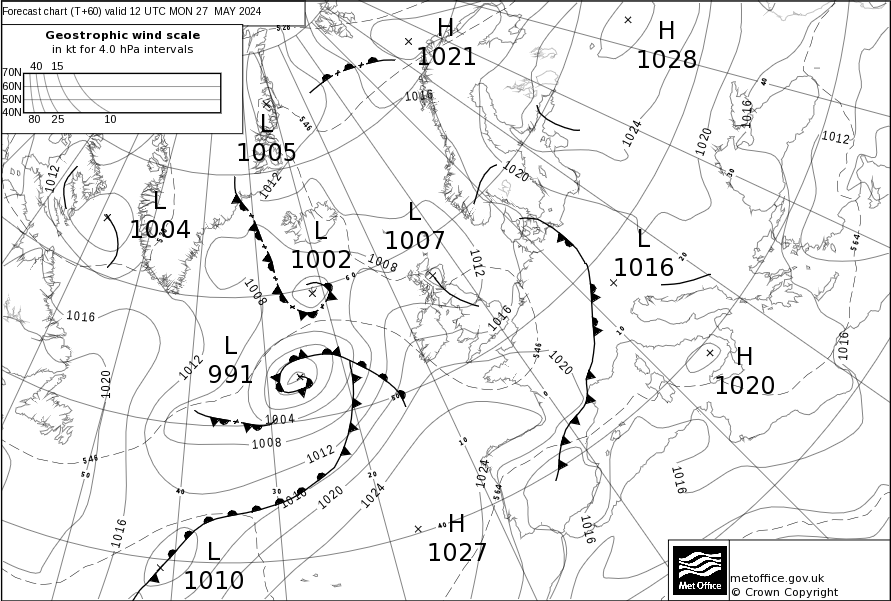 Forecast chart (T+60) valid 12 UTC MON 27 MAY 2024
Geostrophic wind scale
in kt for 4.0 hPa intervals
40 15
70N
60N
50N
40N
80 25 10
528
H
1021
H
1028
1016
546
40
1016
1024
1020
1012
L
1005
1012
1012
1020
30
L
1004
L
1002
L
1007
L
1016
564
20
1008
60
1012
1008
1016
1016
10
L
991
1012
1020
546
1020
1016
H
1020
0
50
1004
1008
1012
10
546
50
20
1024
1016
40
30
1016
1020
1024
564
1016
H
1027
40
1016
L
1010
Met Office
metoffice.gov.uk
© Crown Copyright